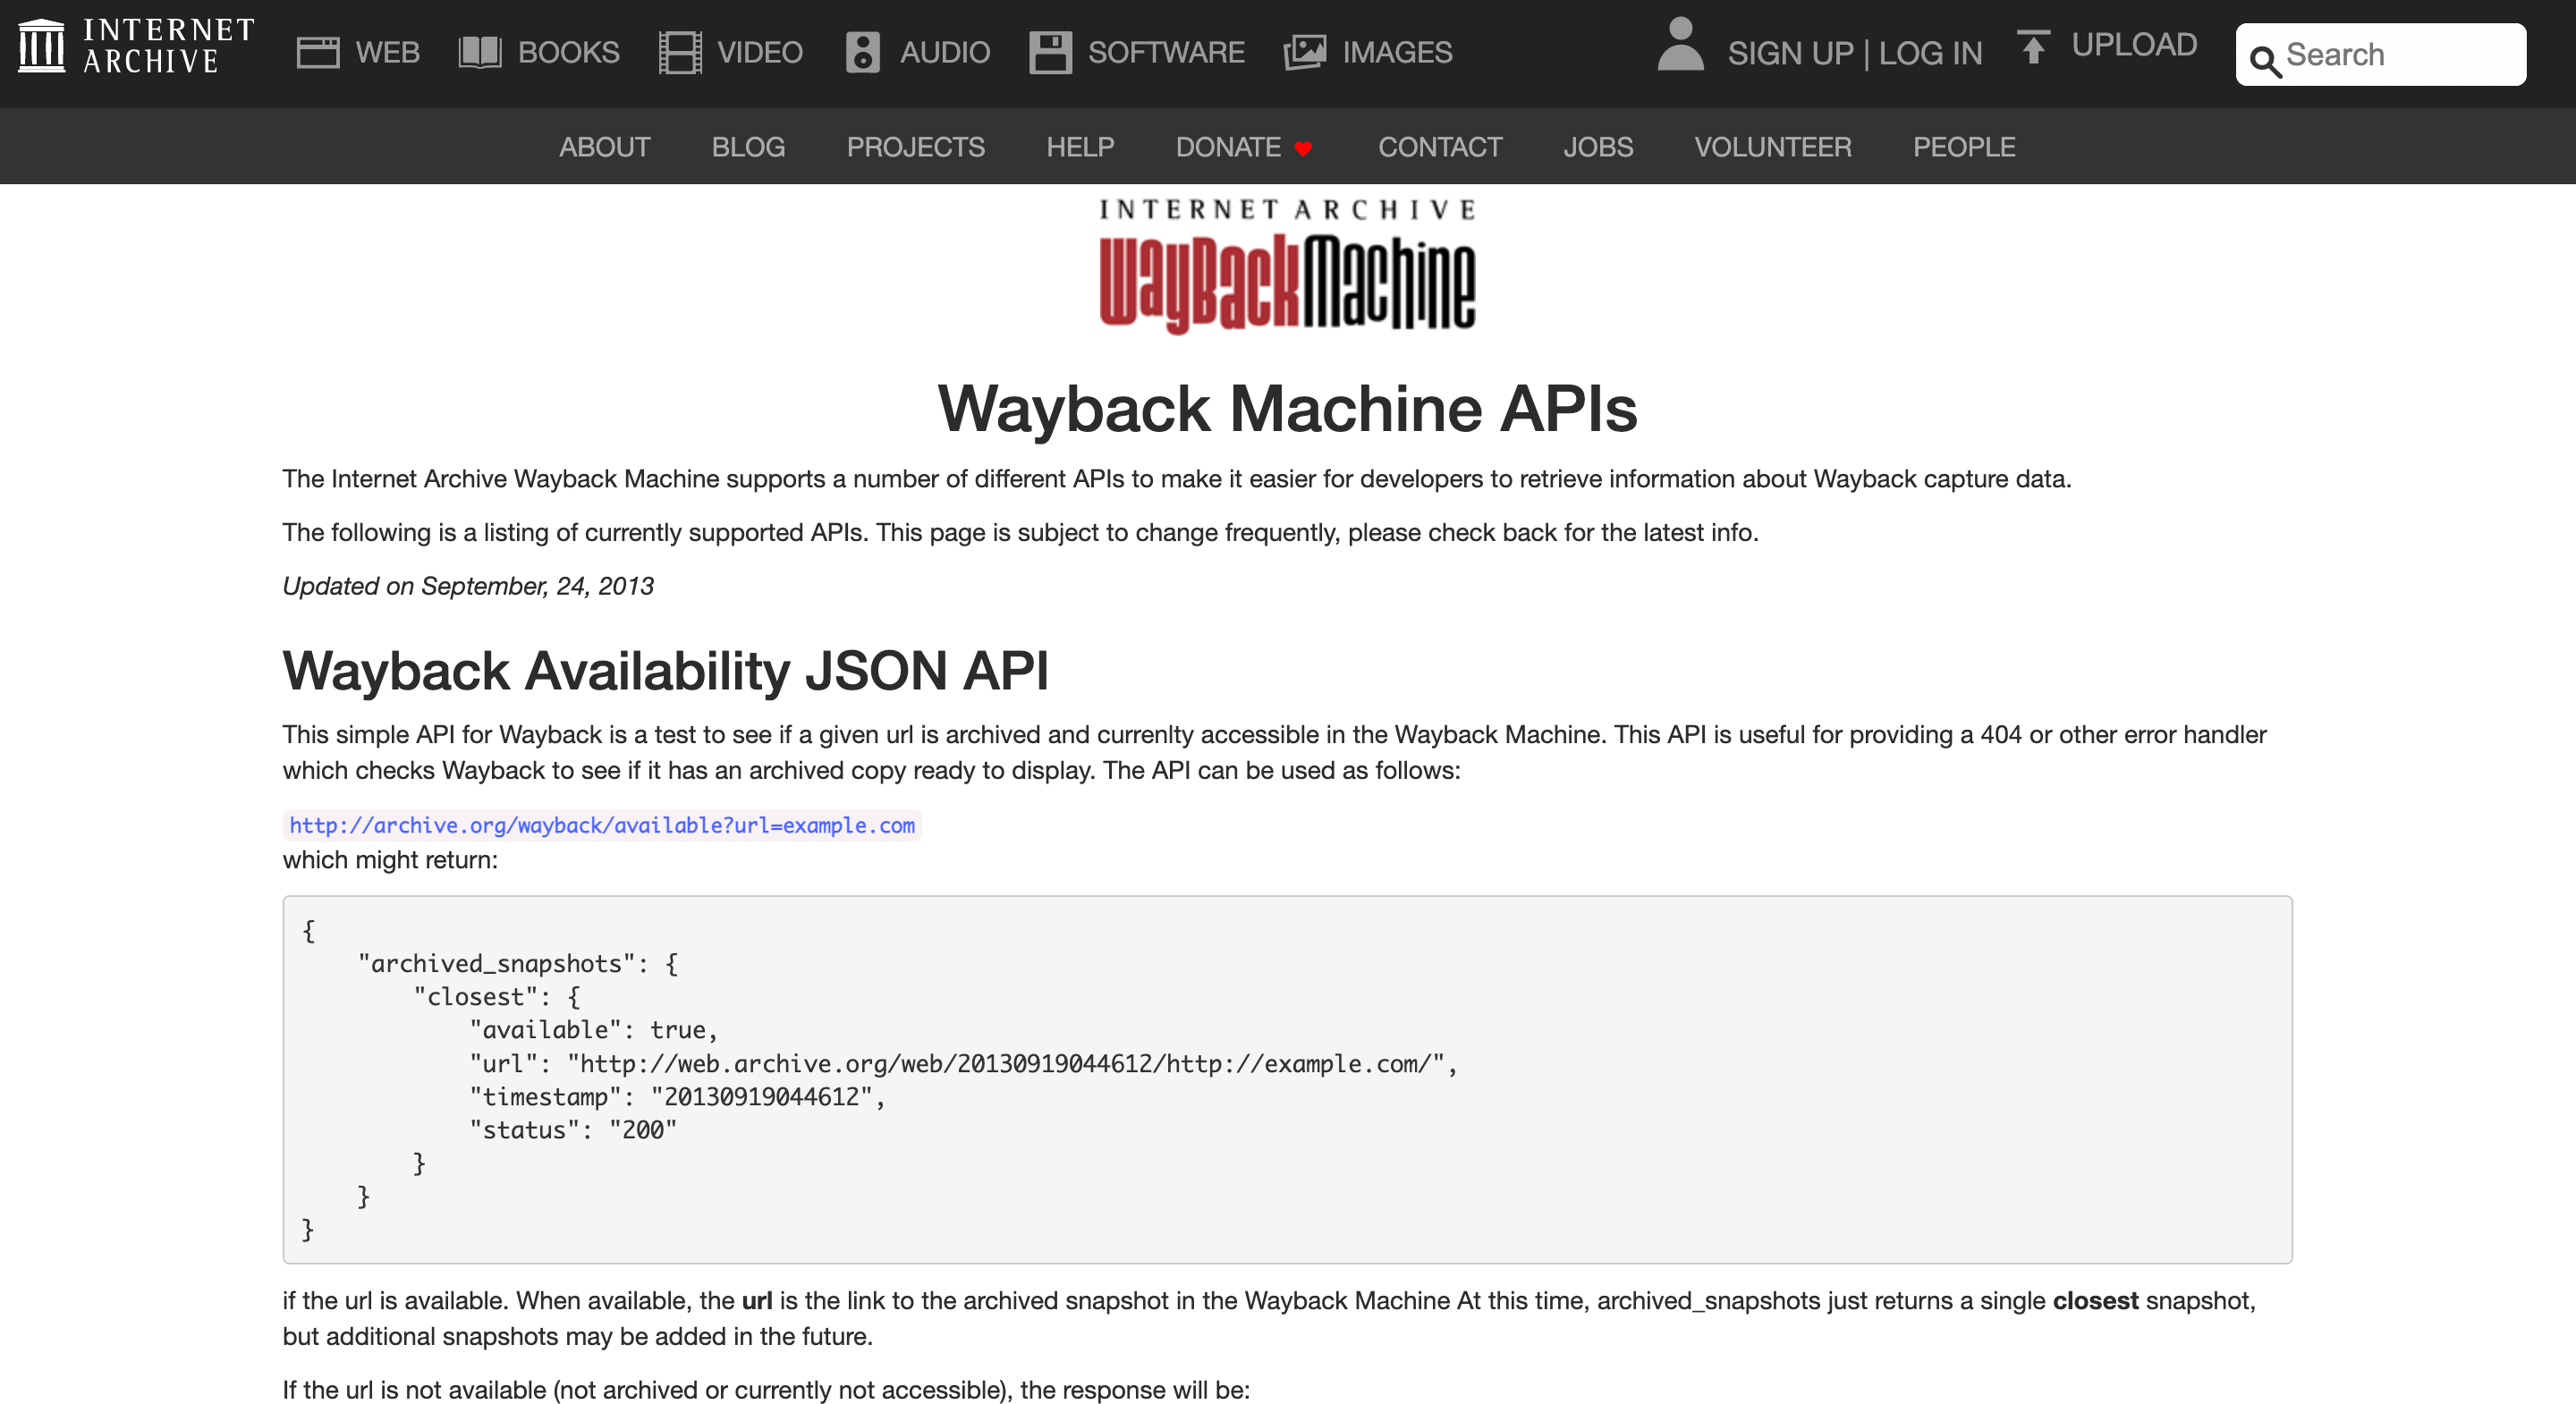 INTERNET
ARCHIVE
WEB BOOKS VIDEO AUDIO SOFTWARE IMAGES SIGN UP | LOG IN UPLOAD Search
ABOUT BLOG PROJECTS HELP DONATE CONTACT JOBS VOLUNTEER PEOPLE
INTERNET ARCHIVE
WayBackMachine
Wayback Machine APIs
The Internet Archive Wayback Machine supports a number of different APIs to make it easier for developers to retrieve information about Wayback capture data.
The following is a listing of currently supported APIs. This page is subject to change frequently, please check back for the latest info.
Updated on September, 24, 2013
Wayback Availability JSON API
This simple API for Wayback is a test to see if a given url is archived and currenlty accessible in the Wayback Machine. This API is useful for providing a 404 or other error handler
which checks Wayback to see if it has an archived copy ready to display. The API can be used as follows:
http://archive.org/wayback/available?url=example.com
which might return:
{
    "archived_snapshots": {
        "closest": {
            "available": true,
            "url": "http://web.archive.org/web/20130919044612/http://example.com/",
            "timestamp": "20130919044612",
            "status": "200"
        }
    }
}
if the url is available. When available, the url is the link to the archived snapshot in the Wayback Machine At this time, archived_snapshots just returns a single closest snapshot,
but additional snapshots may be added in the future.
If the url is not available (not archived or currently not accessible), the response will be: